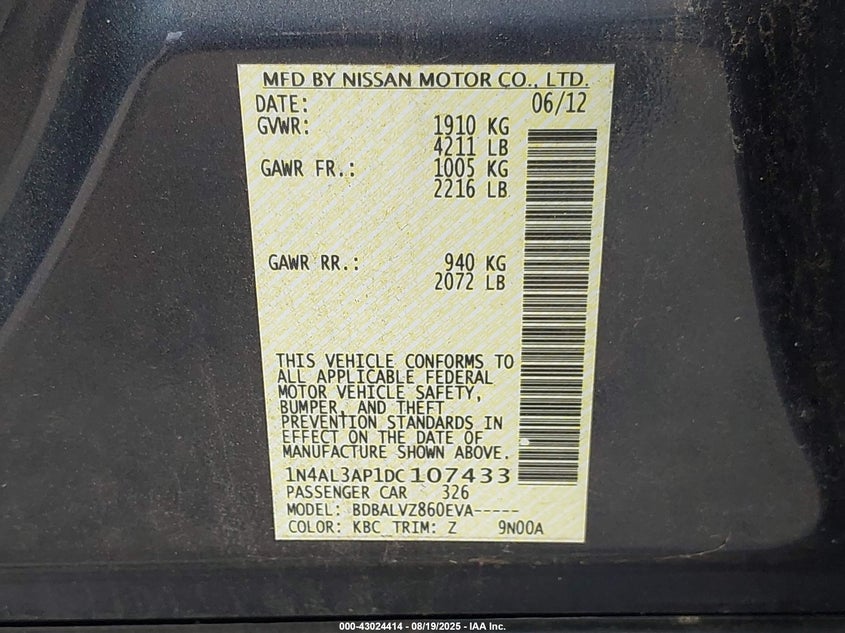 MFD BY NISSAN MOTOR CO., LTD.
DATE: 06/12
GVWR: 1910 KG
4211 LB
GAWR FR.: 1005 KG
2216 LB
GAWR RR.: 940 KG
2072 LB
THIS VEHICLE CONFORMS TO
ALL APPLICABLE FEDERAL
MOTOR VEHICLE SAFETY,
BUMPER, AND THEFT
PREVENTION STANDARDS IN
EFFECT ON THE DATE OF
MANUFACTURE SHOWN ABOVE.
1N4AL3AP1DC107433
PASSENGER CAR 326
MODEL: BDBALVZ860EVA-----
COLOR: KBC TRIM: Z 9N00A
000-43024414 - 08/19/2025 - IAA Inc.